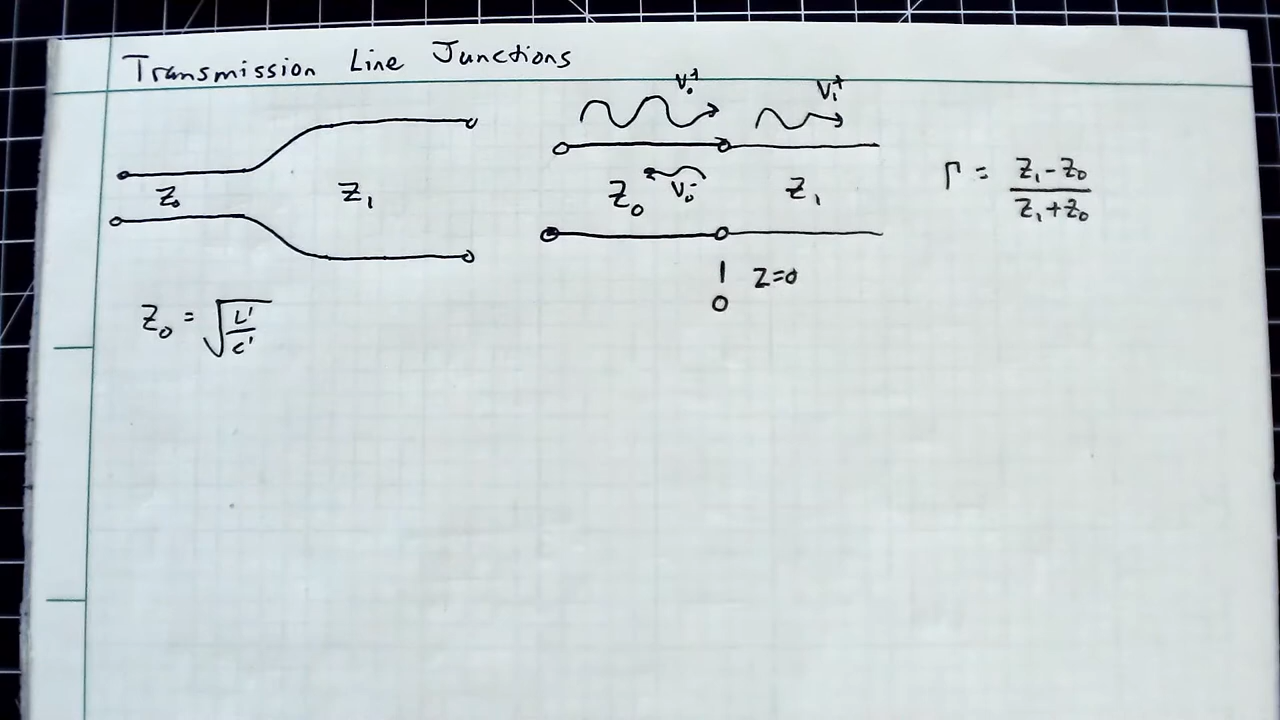 Transmission Line Junctions
Z₀
Z₁
Z₀ = √(L'/C')
V₀⁺
V₁⁺
Z₀
V₀⁻
Z₁
z=0
0
Γ = (Z₁ - Z₀)/(Z₁ + Z₀)